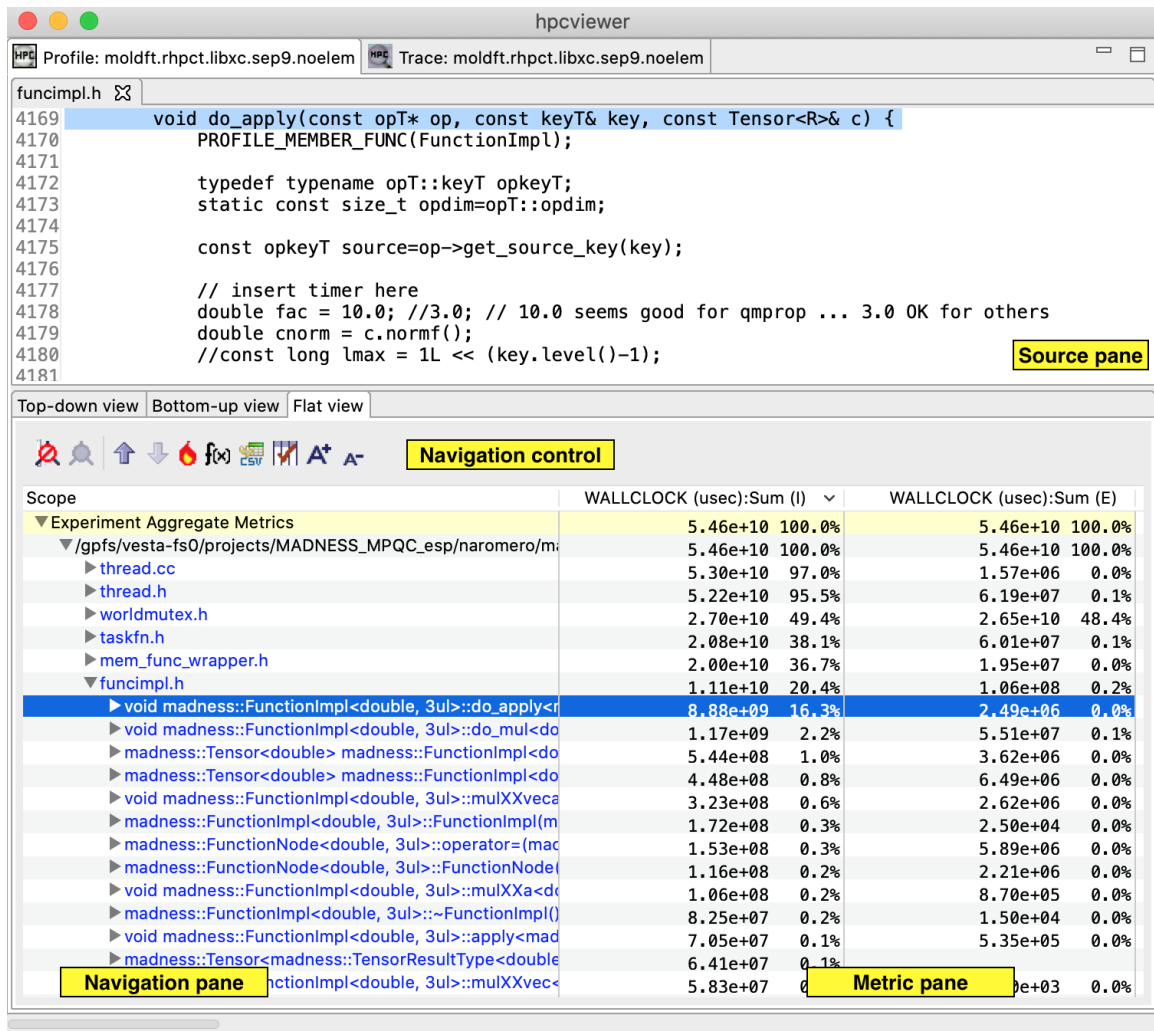 hpcviewer
Profile: moldft.rhpct.libxc.sep9.noelem Trace: moldft.rhpct.libxc.sep9.noelem
funcimpl.h
4169 void do_apply(const opT* op, const keyT& key, const Tensor<R>& c) {
4170 PROFILE_MEMBER_FUNC(FunctionImpl);
4171
4172 typedef typename opT::keyT opkeyT;
4173 static const size_t opdim=opT::opdim;
4174
4175 const opkeyT source=op->get_source_key(key);
4176
4177 // insert timer here
4178 double fac = 10.0; //3.0; // 10.0 seems good for qmprop ... 3.0 OK for others
4179 double cnorm = c.normf();
4180 //const long lmax = 1L << (key.level()-1);
4181
Source pane
Top-down view Bottom-up view Flat view
f(x) CSV A+ A-
Navigation control
Scope WALLCLOCK (usec):Sum (I) WALLCLOCK (usec):Sum (E)
Experiment Aggregate Metrics 5.46e+10 100.0% 5.46e+10 100.0%
/gpfs/vesta-fs0/projects/MADNESS_MPQC_esp/naromero/ma 5.46e+10 100.0% 5.46e+10 100.0%
thread.cc 5.30e+10 97.0% 1.57e+06 0.0%
thread.h 5.22e+10 95.5% 6.19e+07 0.1%
worldmutex.h 2.70e+10 49.4% 2.65e+10 48.4%
taskfn.h 2.08e+10 38.1% 6.01e+07 0.1%
mem_func_wrapper.h 2.00e+10 36.7% 1.95e+07 0.0%
funcimpl.h 1.11e+10 20.4% 1.06e+08 0.2%
void madness::FunctionImpl<double, 3ul>::do_apply< 8.88e+09 16.3% 2.49e+06 0.0%
void madness::FunctionImpl<double, 3ul>::do_mul<do 1.17e+09 2.2% 5.51e+07 0.1%
madness::Tensor<double> madness::FunctionImpl<do 5.44e+08 1.0% 3.62e+06 0.0%
madness::Tensor<double> madness::FunctionImpl<do 4.48e+08 0.8% 6.49e+06 0.0%
void madness::FunctionImpl<double, 3ul>::mulXXveca 3.23e+08 0.6% 2.62e+06 0.0%
madness::FunctionImpl<double, 3ul>::FunctionImpl(m 1.72e+08 0.3% 2.50e+04 0.0%
madness::FunctionNode<double, 3ul>::operator=(mad 1.53e+08 0.3% 5.89e+06 0.0%
madness::FunctionNode<double, 3ul>::FunctionNode( 1.16e+08 0.2% 2.21e+06 0.0%
void madness::FunctionImpl<double, 3ul>::mulXXa<do 1.06e+08 0.2% 8.70e+05 0.0%
madness::FunctionImpl<double, 3ul>::~FunctionImpl() 8.25e+07 0.2% 1.50e+04 0.0%
void madness::FunctionImpl<double, 3ul>::apply<mad 7.05e+07 0.1% 5.35e+05 0.0%
madness::Tensor<madness::TensorResultType<double 6.41e+07 0.1%
Navigation pane nctionImpl<double, 3ul>::mulXXvec< 5.83e+07 Metric pane e+03 0.0%